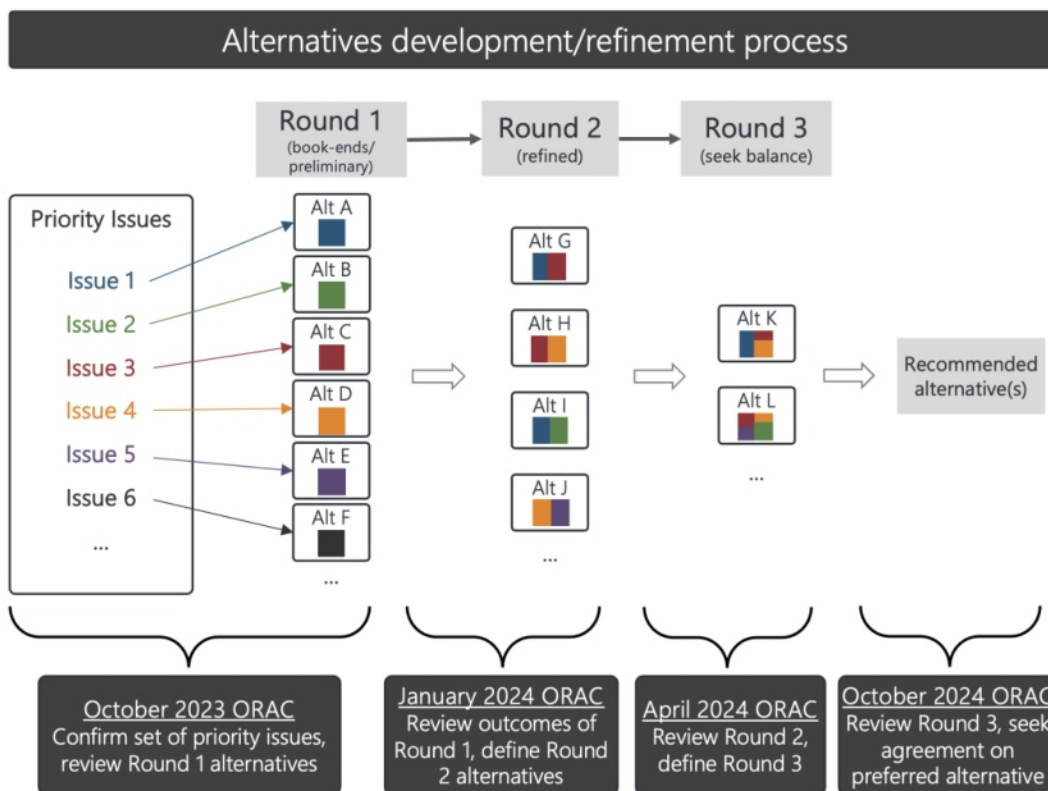 Alternatives development/refinement process
Round 1
(book-ends/
preliminary)
Round 2
(refined)
Round 3
(seek balance)
Priority Issues
Issue 1
Issue 2
Issue 3
Issue 4
Issue 5
Issue 6
...
Alt A
Alt B
Alt C
Alt D
Alt E
Alt F
...
Alt G
Alt H
Alt I
Alt J
...
Alt K
Alt L
...
Recommended
alternative(s)
October 2023 ORAC
Confirm set of priority issues,
review Round 1 alternatives
January 2024 ORAC
Review outcomes of
Round 1, define Round
2 alternatives
April 2024 ORAC
Review Round 2,
define Round 3
October 2024 ORAC
Review Round 3, seek
agreement on
preferred alternative